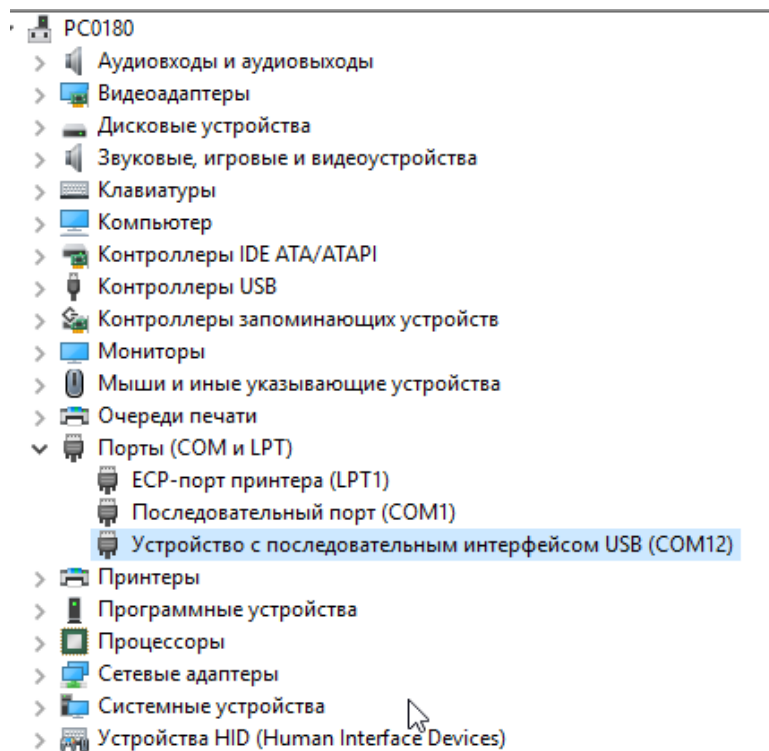 PC0180
Аудиовходы и аудиовыходы
Видеоадаптеры
Дисковые устройства
Звуковые, игровые и видеоустройства
Клавиатуры
Компьютер
Контроллеры IDE ATA/ATAPI
Контроллеры USB
Контроллеры запоминающих устройств
Мониторы
Мыши и иные указывающие устройства
Очереди печати
Порты (COM и LPT)
ECP-порт принтера (LPT1)
Последовательный порт (COM1)
Устройство с последовательным интерфейсом USB (COM12)
Принтеры
Программные устройства
Процессоры
Сетевые адаптеры
Системные устройства
Устройства HID (Human Interface Devices)